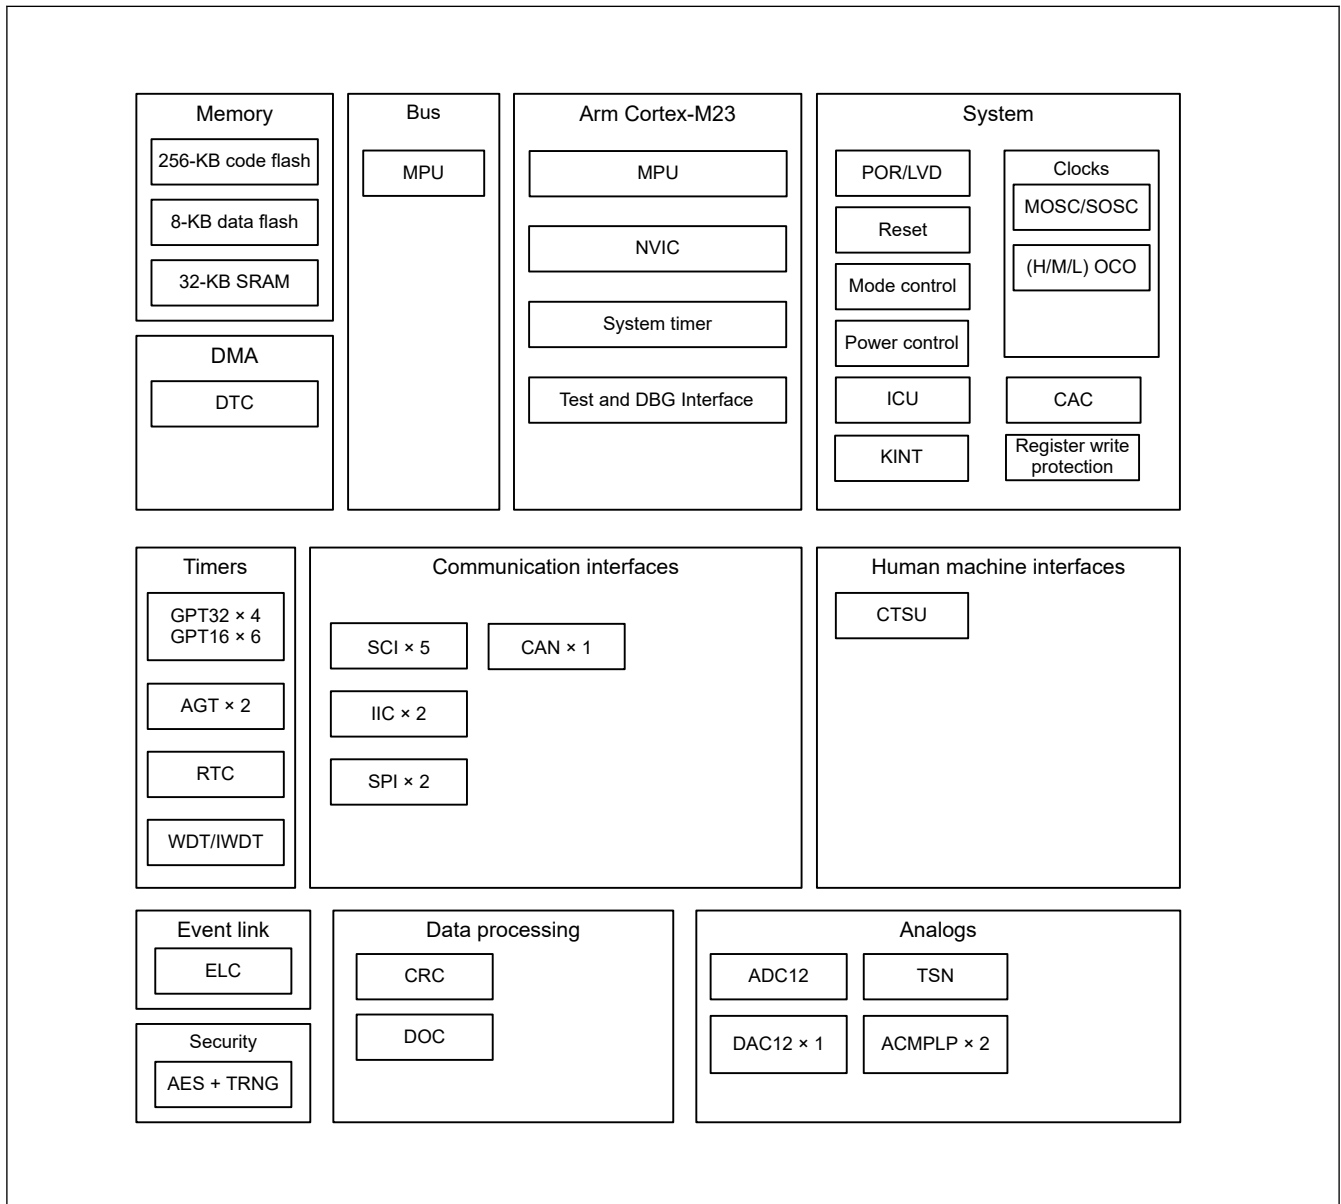 Memory
256-KB code flash
8-KB data flash
32-KB SRAM
DMA
DTC
Bus
MPU
Arm Cortex-M23
MPU
NVIC
System timer
Test and DBG Interface
System
POR/LVD
Reset
Mode control
Power control
ICU
KINT
Clocks
MOSC/SOSC
(H/M/L) OCO
CAC
Register write
protection
Timers
GPT32 × 4
GPT16 × 6
AGT × 2
RTC
WDT/IWDT
Communication interfaces
SCI × 5
CAN × 1
IIC × 2
SPI × 2
Human machine interfaces
CTSU
Event link
ELC
Security
AES + TRNG
Data processing
CRC
DOC
Analogs
ADC12
TSN
DAC12 × 1
ACMPLP × 2